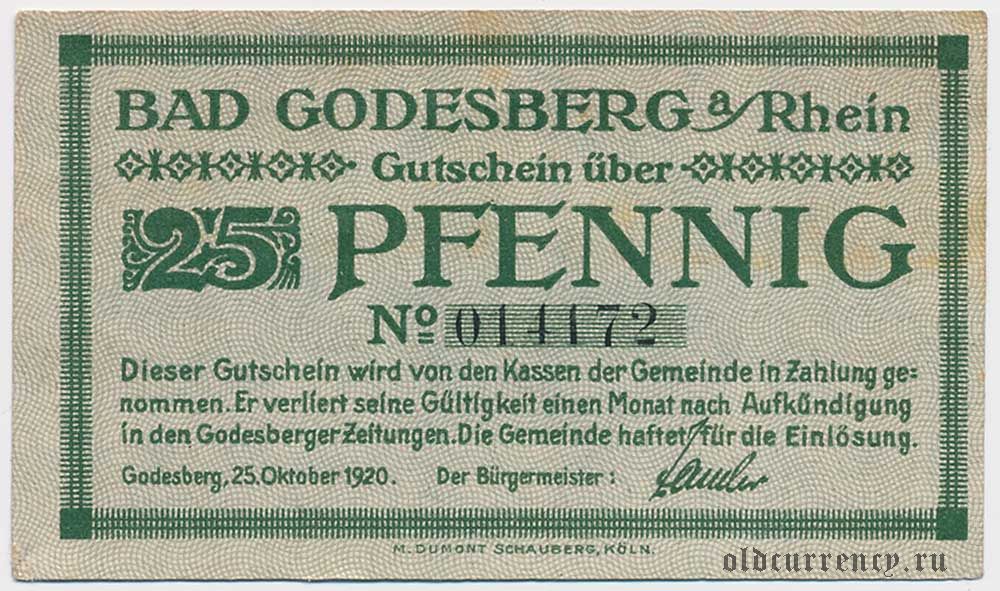 BAD GODESBERG a/Rhein
Gutschein über
25 PFENNIG
No 014172
Dieser Gutschein wird von den Kassen der Gemeinde in Zahlung ge=
nommen. Er verliert seine Gültigkeit einen Monat nach Aufkündigung
in den Godesberger Zeitungen. Die Gemeinde haftet für die Einlösung.
Godesberg, 25. Oktober 1920. Der Bürgermeister:
M. DUMONT SCHAUBERG, KÖLN.
oldcurrency.ru